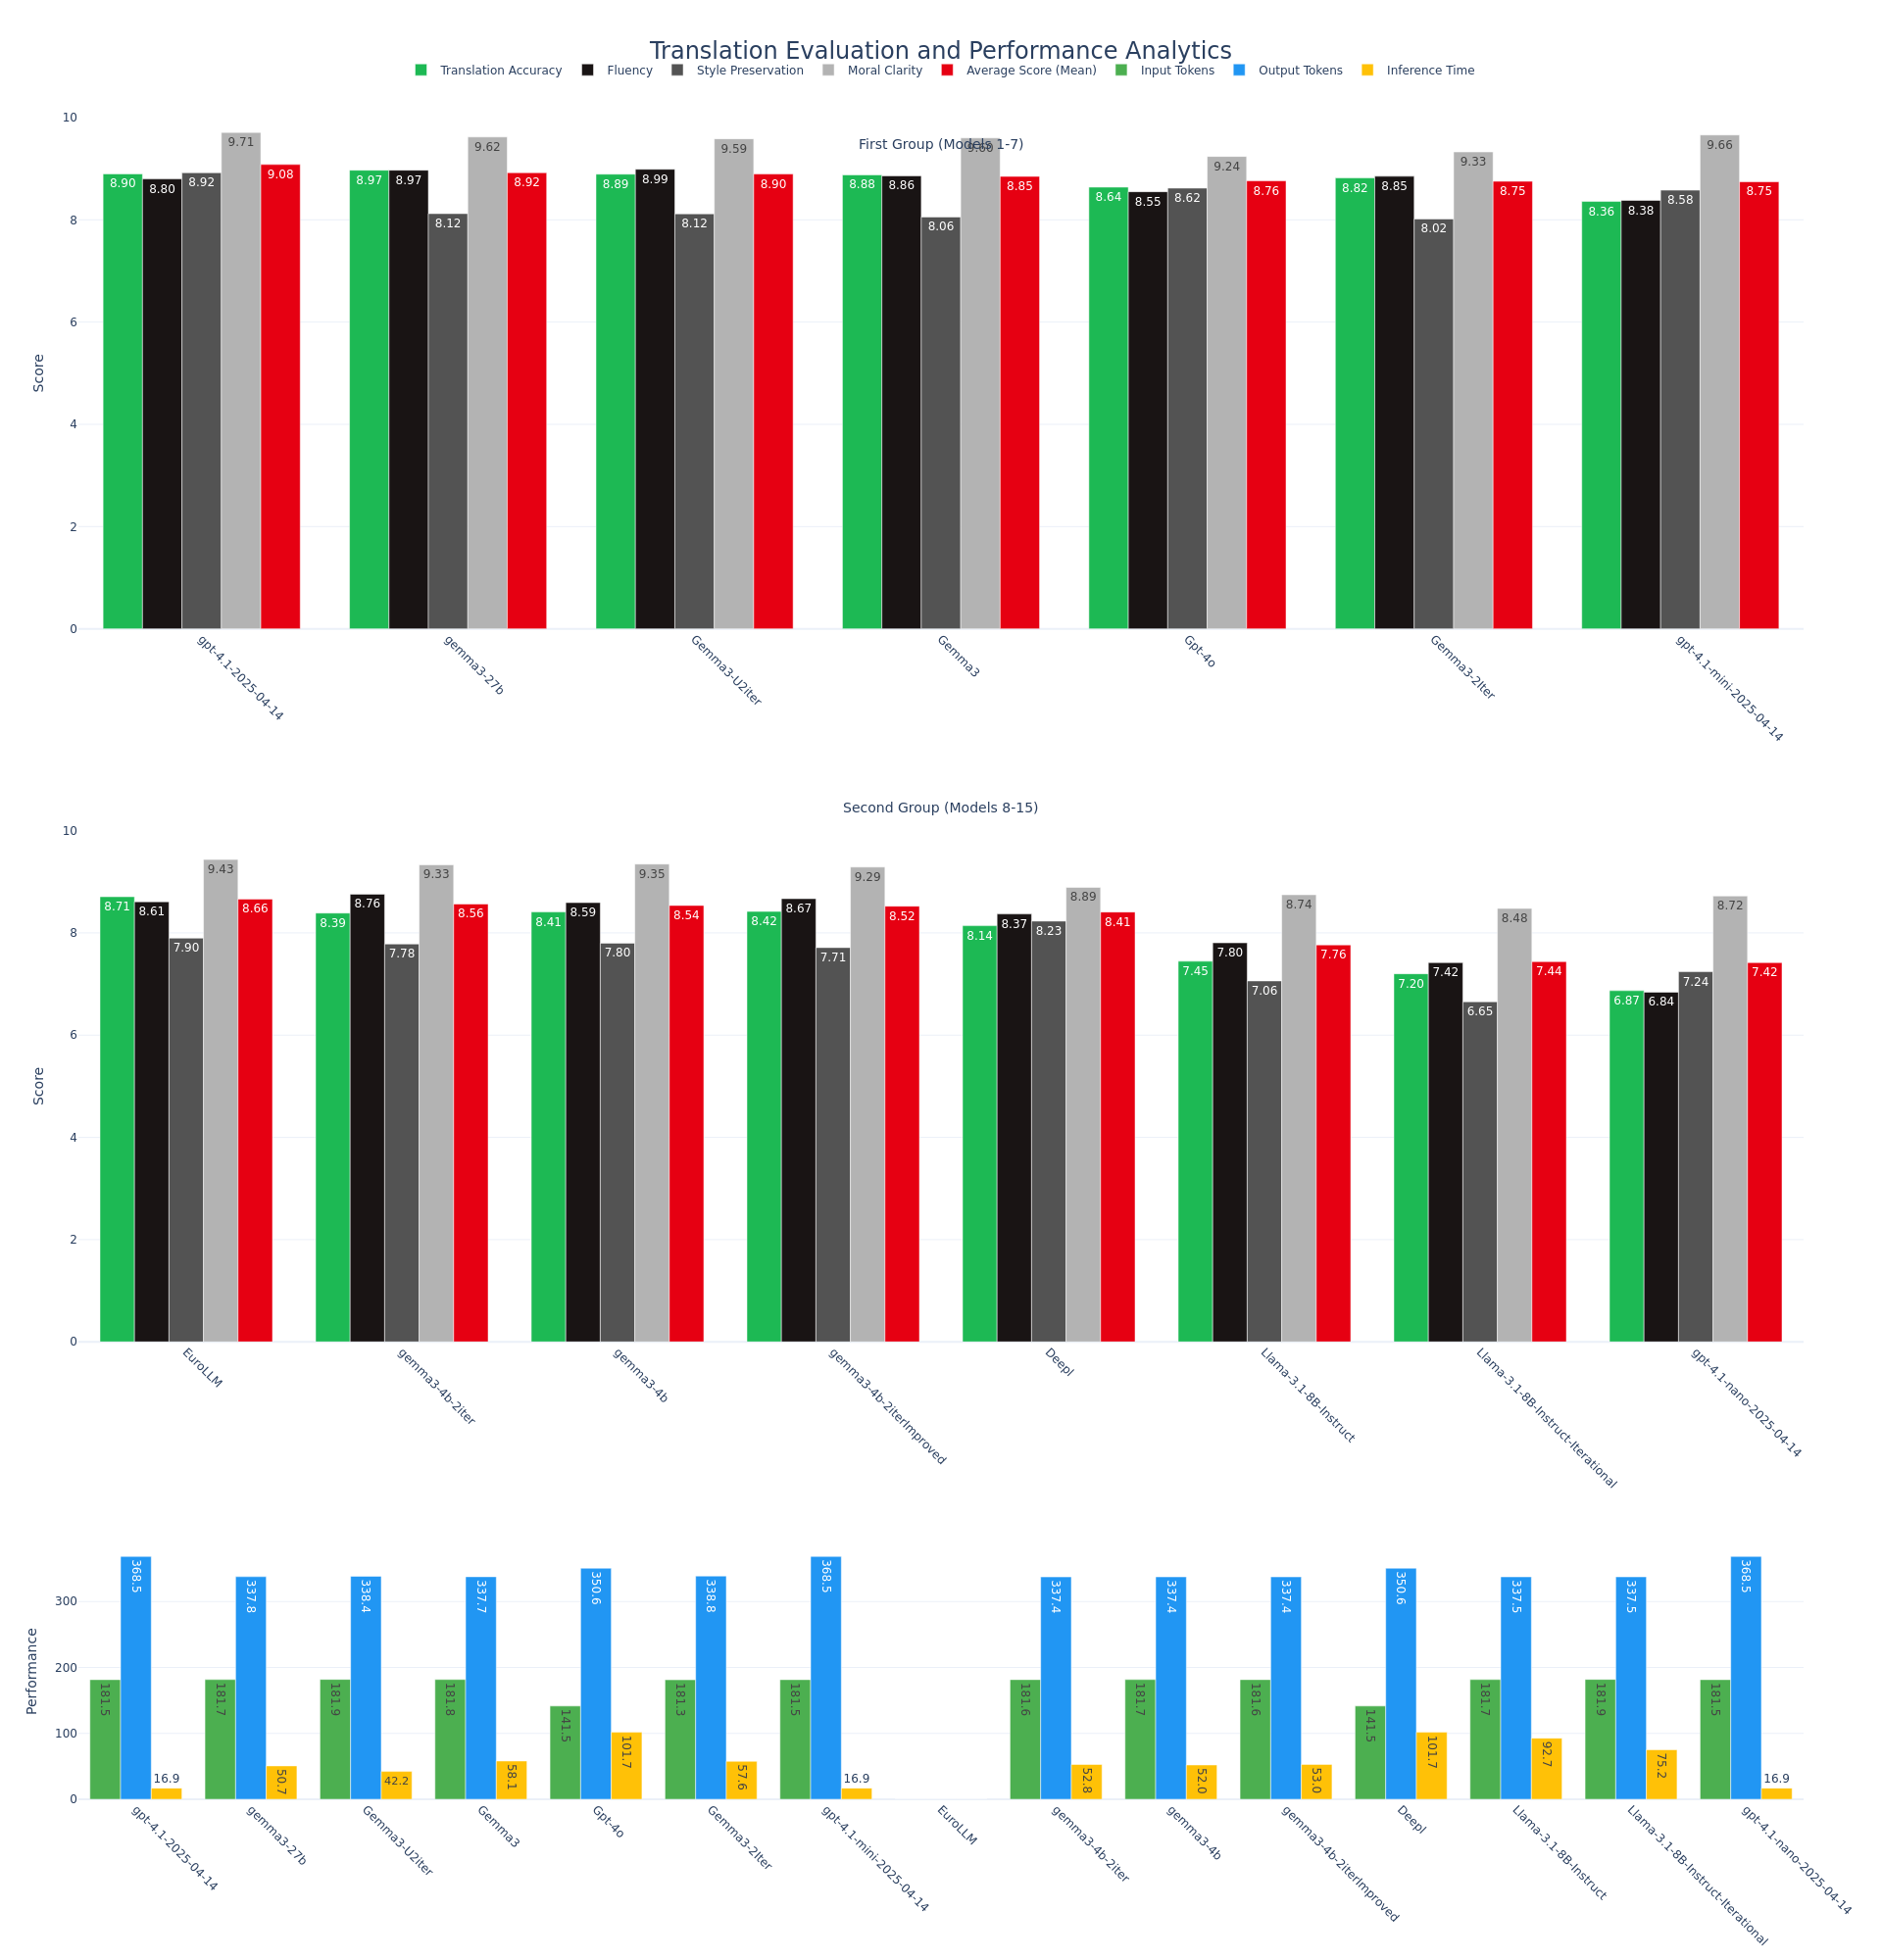 Translation Evaluation and Performance Analytics
Translation Accuracy Fluency Style Preservation Moral Clarity Average Score (Mean) Input Tokens Output Tokens Inference Time
First Group (Models 1-7)
10
8
6
4
2
0
Score
8.90 8.80 8.92 9.71 9.08
8.97 8.97 8.12 9.62 8.92
8.89 8.99 8.12 9.59 8.90
8.88 8.86 8.06 9.60 8.85
8.64 8.55 8.62 9.24 8.76
8.82 8.85 8.02 9.33 8.75
8.36 8.38 8.58 9.66 8.75
gpt-4.1-2025-04-14
gemma3-27b
Gemma3-U2iter
Gemma3
Gpt-4o
Gemma3-2Iter
gpt-4.1-mini-2025-04-14
Second Group (Models 8-15)
10
8
6
4
2
0
Score
8.71 8.61 7.90 9.43 8.66
8.39 8.76 7.78 9.33 8.56
8.41 8.59 7.80 9.35 8.54
8.42 8.67 7.71 9.29 8.52
8.14 8.37 8.23 8.89 8.41
7.45 7.80 7.06 8.74 7.76
7.20 7.42 6.65 8.48 7.44
6.87 6.84 7.24 8.72 7.42
EuroLLM
gemma3-4b-2iter
gemma3-4b
gemma3-4b-2iterImproved
Deepl
Llama-3.1-8B-Instruct
Llama-3.1-8B-Instruct-Iterational
gpt-4.1-nano-2025-04-14
300
200
100
0
Performance
181.5 368.5 16.9
181.7 337.8 50.7
181.9 338.4 42.2
181.8 337.7 58.1
141.5 350.6 101.7
181.3 338.8 57.6
181.5 368.5 16.9
181.6 337.4 52.8
181.7 337.4 52.0
181.6 337.4 53.0
141.5 350.6 101.7
181.7 337.5 92.7
181.9 337.5 75.2
181.5 368.5 16.9
gpt-4.1-2025-04-14
gemma3-27b
Gemma3-U2iter
Gemma3
Gpt-4o
Gemma3-2Iter
gpt-4.1-mini-2025-04-14
EuroLLM
gemma3-4b-2iter
gemma3-4b
gemma3-4b-2iterImproved
Deepl
Llama-3.1-8B-Instruct
Llama-3.1-8B-Instruct-Iterational
gpt-4.1-nano-2025-04-14